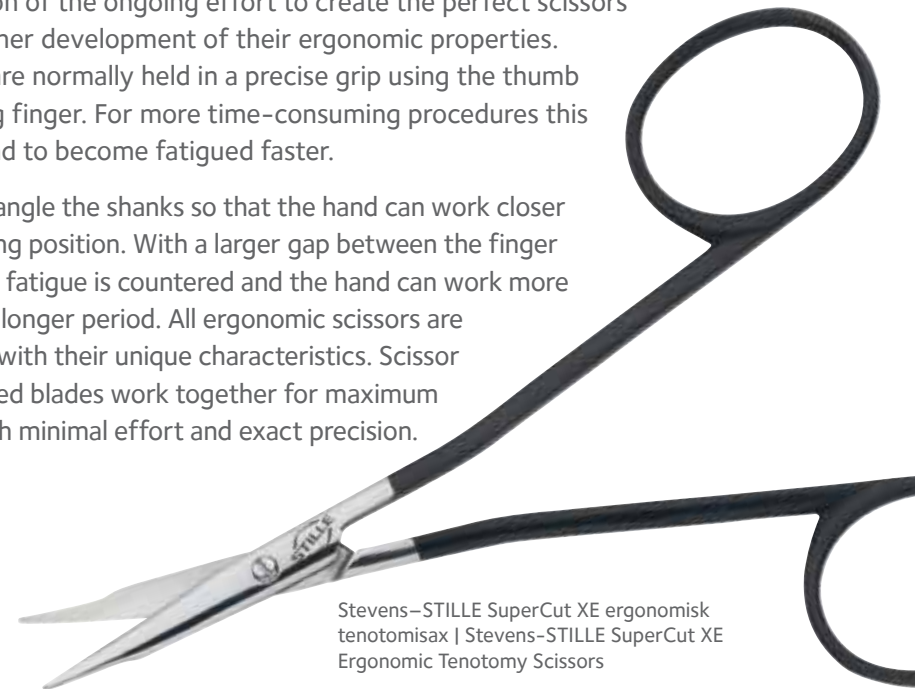 on of the ongoing effort to create the perfect scissors
her development of their ergonomic properties.
are normally held in a precise grip using the thumb
g finger. For more time-consuming procedures this
d to become fatigued faster.
angle the shanks so that the hand can work closer
ng position. With a larger gap between the finger
fatigue is countered and the hand can work more
longer period. All ergonomic scissors are
with their unique characteristics. Scissor
ed blades work together for maximum
h minimal effort and exact precision.
STILLE
Stevens–STILLE SuperCut XE ergonomisk
tenotomisax | Stevens-STILLE SuperCut XE
Ergonomic Tenotomy Scissors